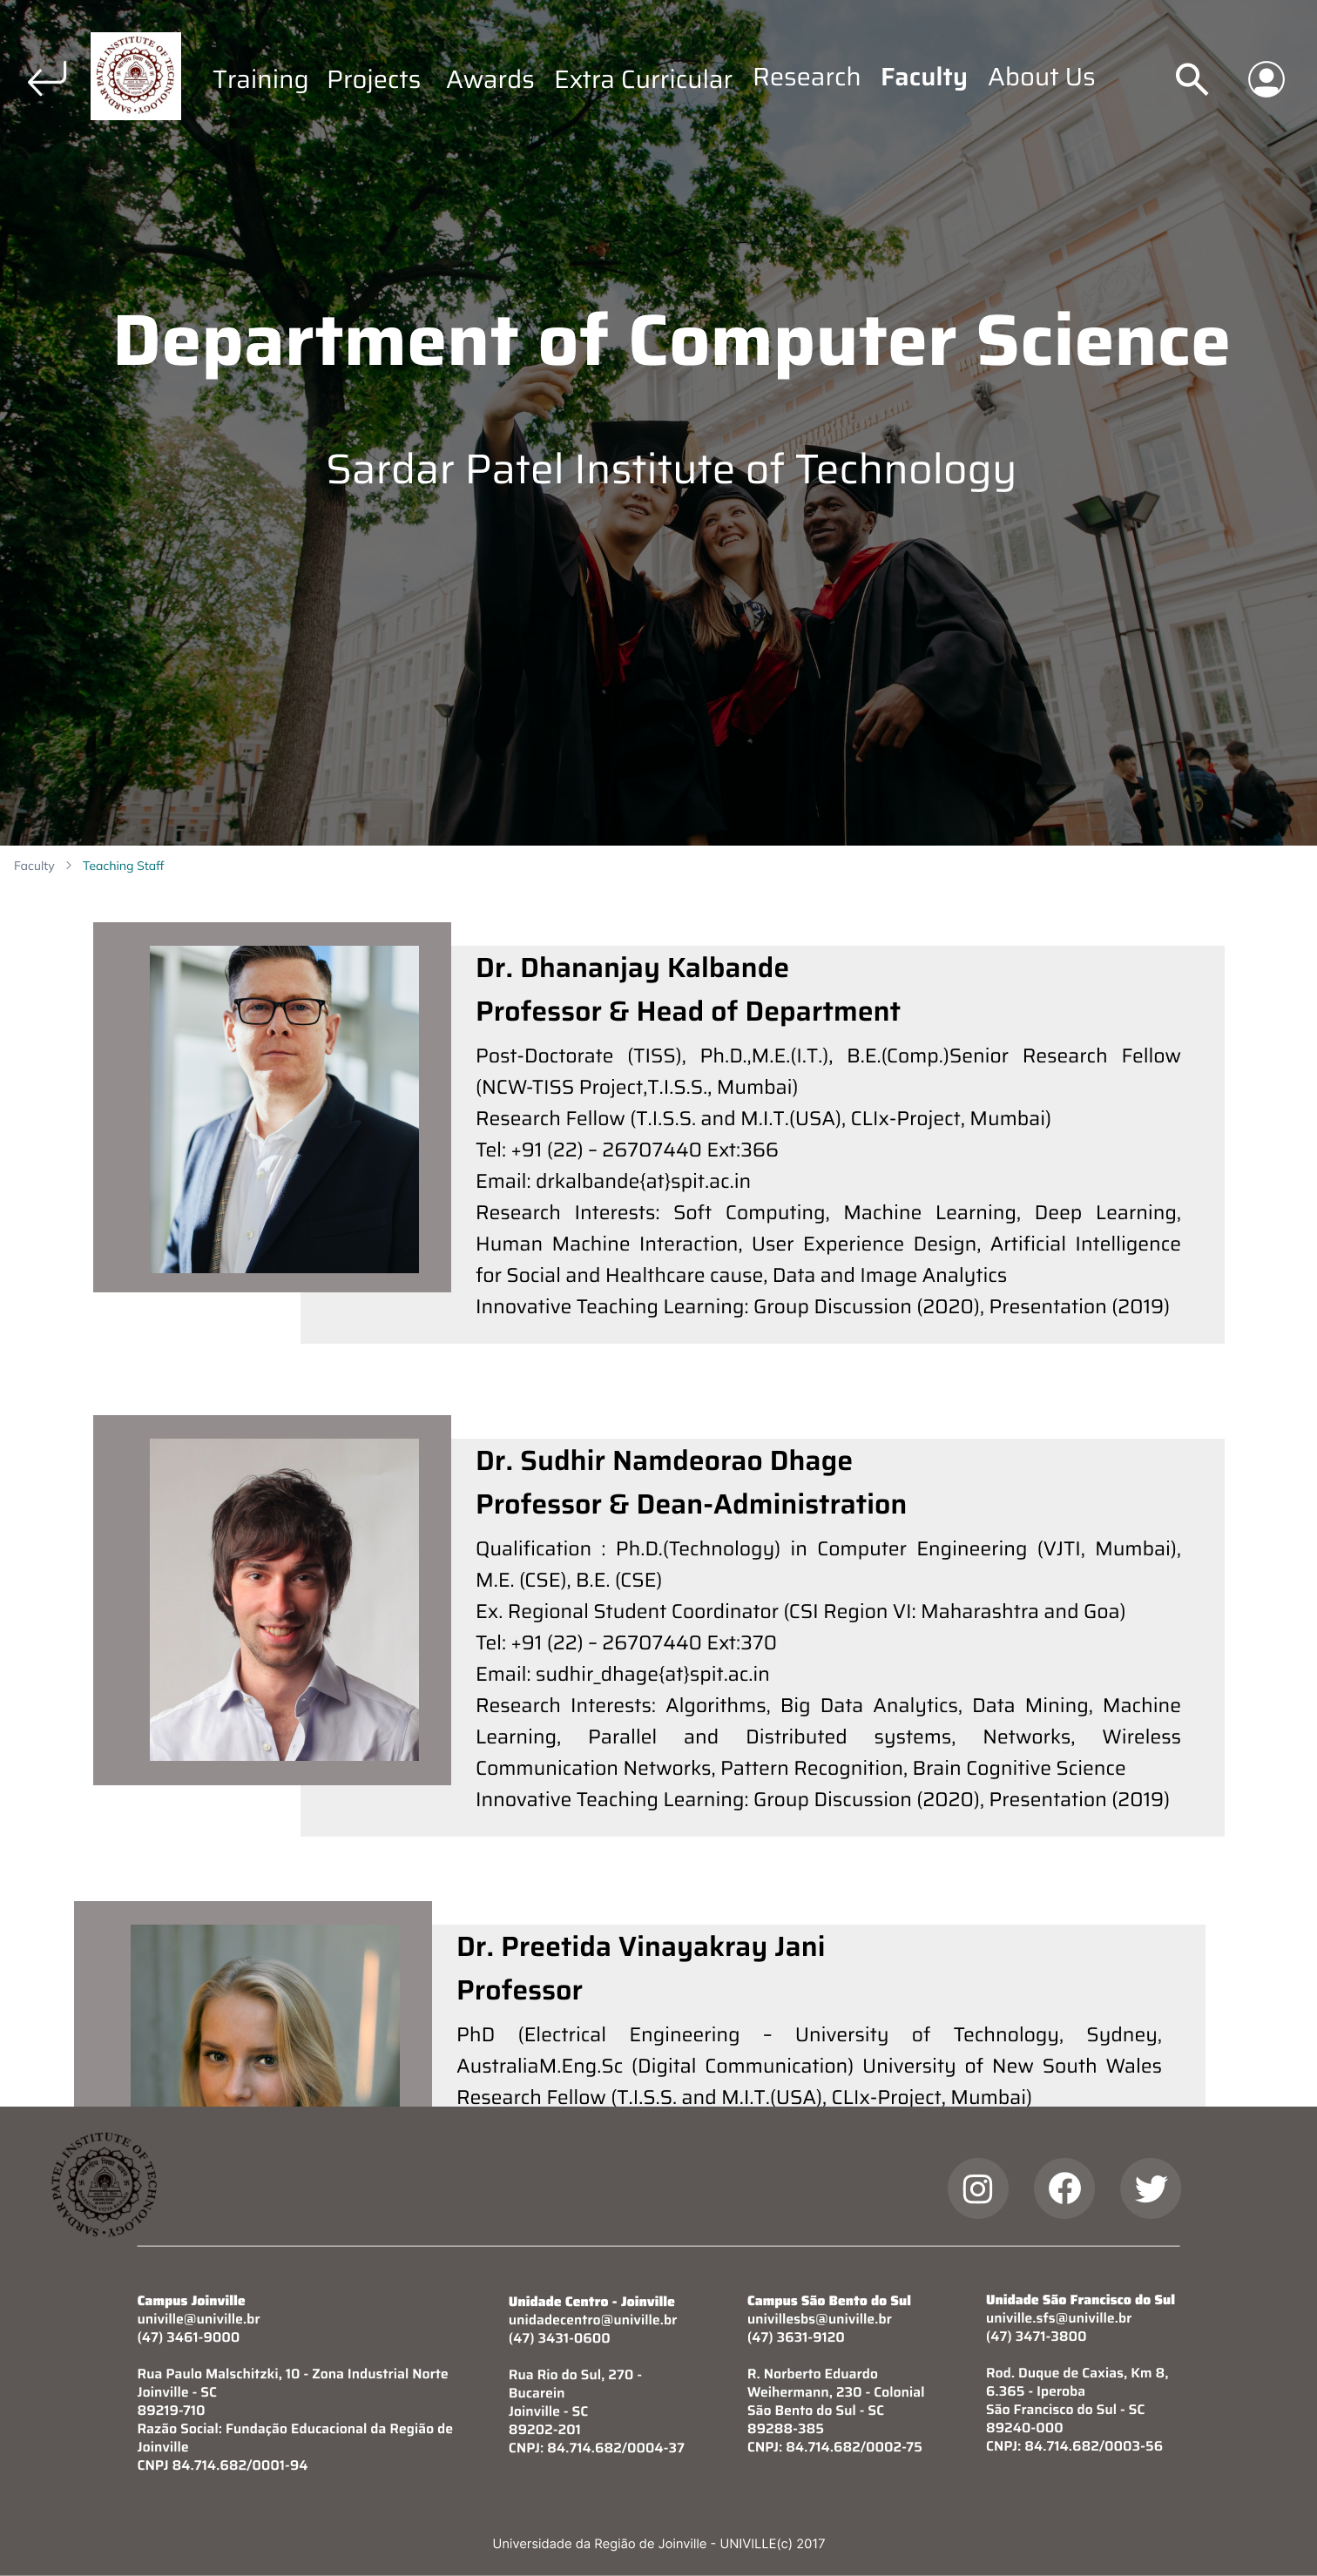 SARDAR PATEL INSTITUTE OF TECHNOLOGY
Training Projects Awards Extra Curricular Research Faculty About Us
Department of Computer Science
Sardar Patel Institute of Technology
Faculty > Teaching Staff
Dr. Dhananjay Kalbande
Professor & Head of Department
Post-Doctorate (TISS), Ph.D.,M.E.(I.T.), B.E.(Comp.)Senior Research Fellow
(NCW-TISS Project,T.I.S.S., Mumbai)
Research Fellow (T.I.S.S. and M.I.T.(USA), CLIx-Project, Mumbai)
Tel: +91 (22) – 26707440 Ext:366
Email: drkalbande{at}spit.ac.in
Research Interests: Soft Computing, Machine Learning, Deep Learning,
Human Machine Interaction, User Experience Design, Artificial Intelligence
for Social and Healthcare cause, Data and Image Analytics
Innovative Teaching Learning: Group Discussion (2020), Presentation (2019)
Dr. Sudhir Namdeorao Dhage
Professor & Dean-Administration
Qualification : Ph.D.(Technology) in Computer Engineering (VJTI, Mumbai),
M.E. (CSE), B.E. (CSE)
Ex. Regional Student Coordinator (CSI Region VI: Maharashtra and Goa)
Tel: +91 (22) – 26707440 Ext:370
Email: sudhir_dhage{at}spit.ac.in
Research Interests: Algorithms, Big Data Analytics, Data Mining, Machine
Learning, Parallel and Distributed systems, Networks, Wireless
Communication Networks, Pattern Recognition, Brain Cognitive Science
Innovative Teaching Learning: Group Discussion (2020), Presentation (2019)
Dr. Preetida Vinayakray Jani
Professor
PhD (Electrical Engineering – University of Technology, Sydney,
AustraliaM.Eng.Sc (Digital Communication) University of New South Wales
Research Fellow (T.I.S.S. and M.I.T.(USA), CLIx-Project, Mumbai)
SARDAR PATEL INSTITUTE OF TECHNOLOGY
Campus Joinville
univille@univille.br
(47) 3461-9000
Rua Paulo Malschitzki, 10 - Zona Industrial Norte
Joinville - SC
89219-710
Razão Social: Fundação Educacional da Região de
Joinville
CNPJ 84.714.682/0001-94
Unidade Centro - Joinville
unidadecentro@univille.br
(47) 3431-0600
Rua Rio do Sul, 270 -
Bucarein
Joinville - SC
89202-201
CNPJ: 84.714.682/0004-37
Campus São Bento do Sul
univillesbs@univille.br
(47) 3631-9120
R. Norberto Eduardo
Weihermann, 230 - Colonial
São Bento do Sul - SC
89288-385
CNPJ: 84.714.682/0002-75
Unidade São Francisco do Sul
univille.sfs@univille.br
(47) 3471-3800
Rod. Duque de Caxias, Km 8,
6.365 - Iperoba
São Francisco do Sul - SC
89240-000
CNPJ: 84.714.682/0003-56
Universidade da Região de Joinville - UNIVILLE(c) 2017